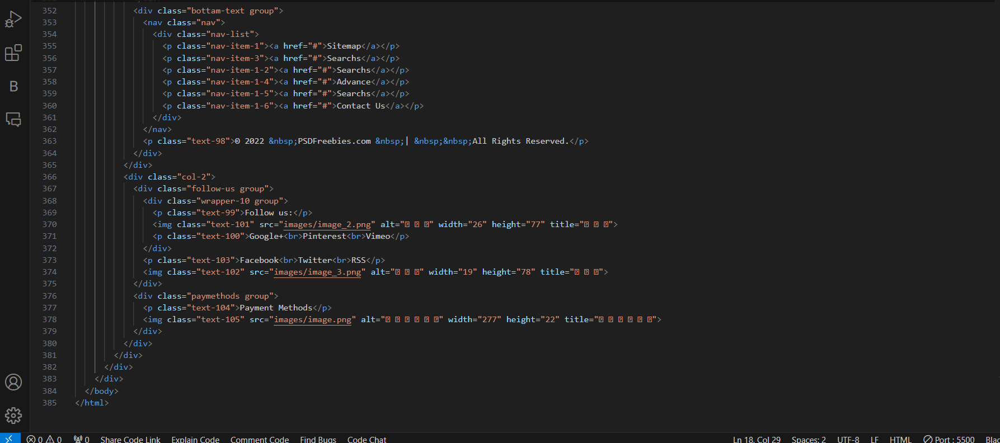 352 <div class="bottam-text group">
353 <nav class="nav">
354 <div class="nav-list">
355 <p class="nav-item-1"><a href="#">Sitemap</a></p>
356 <p class="nav-item-3"><a href="#">Searchs</a></p>
357 <p class="nav-item-1-2"><a href="#">Searchs</a></p>
358 <p class="nav-item-1-4"><a href="#">Advance</a></p>
359 <p class="nav-item-1-5"><a href="#">Searchs</a></p>
360 <p class="nav-item-1-6"><a href="#">Contact Us</a></p>
361 </div>
362 </nav>
363 <p class="text-98">© 2022 &nbsp;PSDFreebies.com &nbsp;| &nbsp;&nbsp;All Rights Reserved.</p>
364 </div>
365 </div>
366 <div class="col-2">
367 <div class="follow-us group">
368 <div class="wrapper-10 group">
369 <p class="text-99">Follow us:</p>
370 <img class="text-101" src="images/image_2.png" alt="   " width="26" height="77" title="   ">
371 <p class="text-100">Google+<br>Pinterest<br>Vimeo</p>
372 </div>
373 <p class="text-103">Facebook<br>Twitter<br>RSS</p>
374 <img class="text-102" src="images/image_3.png" alt="   " width="19" height="78" title="   ">
375 </div>
376 <div class="paymethods group">
377 <p class="text-104">Payment Methods</p>
378 <img class="text-105" src="images/image.png" alt="      " width="277" height="22" title="      ">
379 </div>
380 </div>
381 </div>
382 </div>
383 </div>
384 </body>
385 </html>
B
0 0 0 Share Code Link Explain Code Comment Code Find Bugs Code Chat Ln 18, Col 29 Spaces: 2 UTF-8 LF HTML Port : 5500